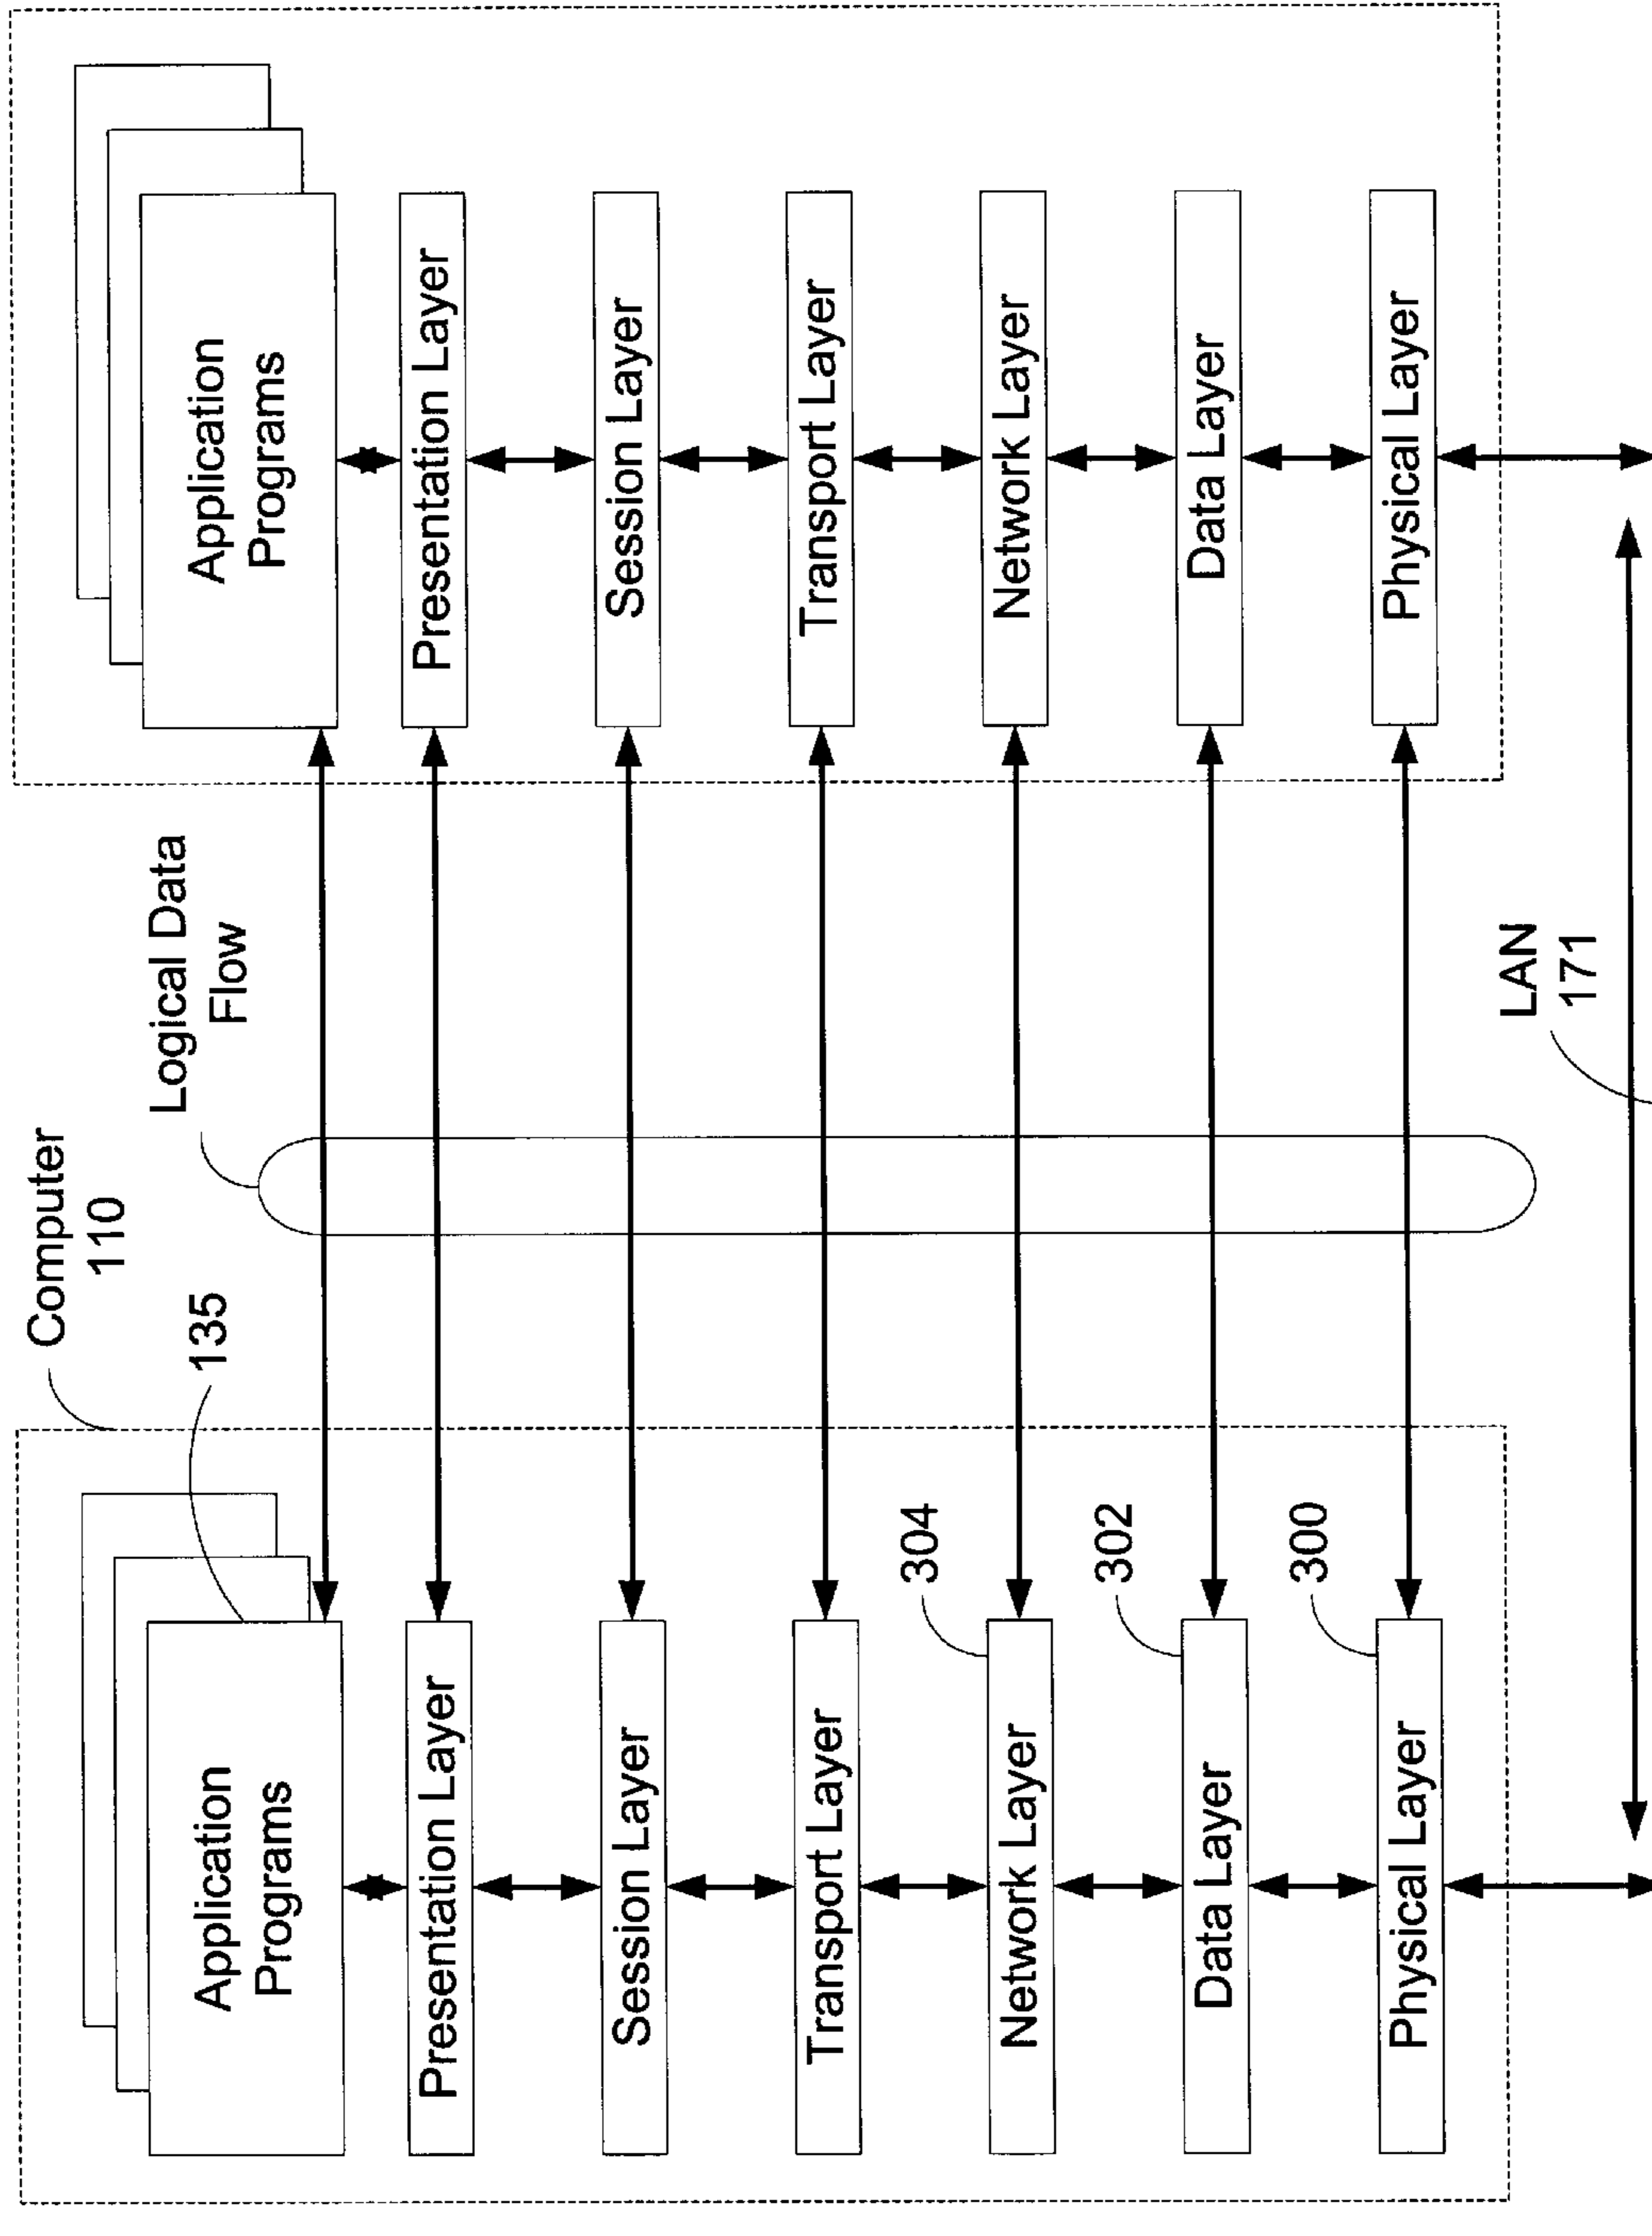 Computer
110
135
Logical Data
Flow
Application
Programs
Presentation Layer
Session Layer
Transport Layer
Network Layer
304
Data Layer
302
Physical Layer
300
Application
Programs
Presentation Layer
Session Layer
Transport Layer
Network Layer
Data Layer
Physical Layer
LAN
171